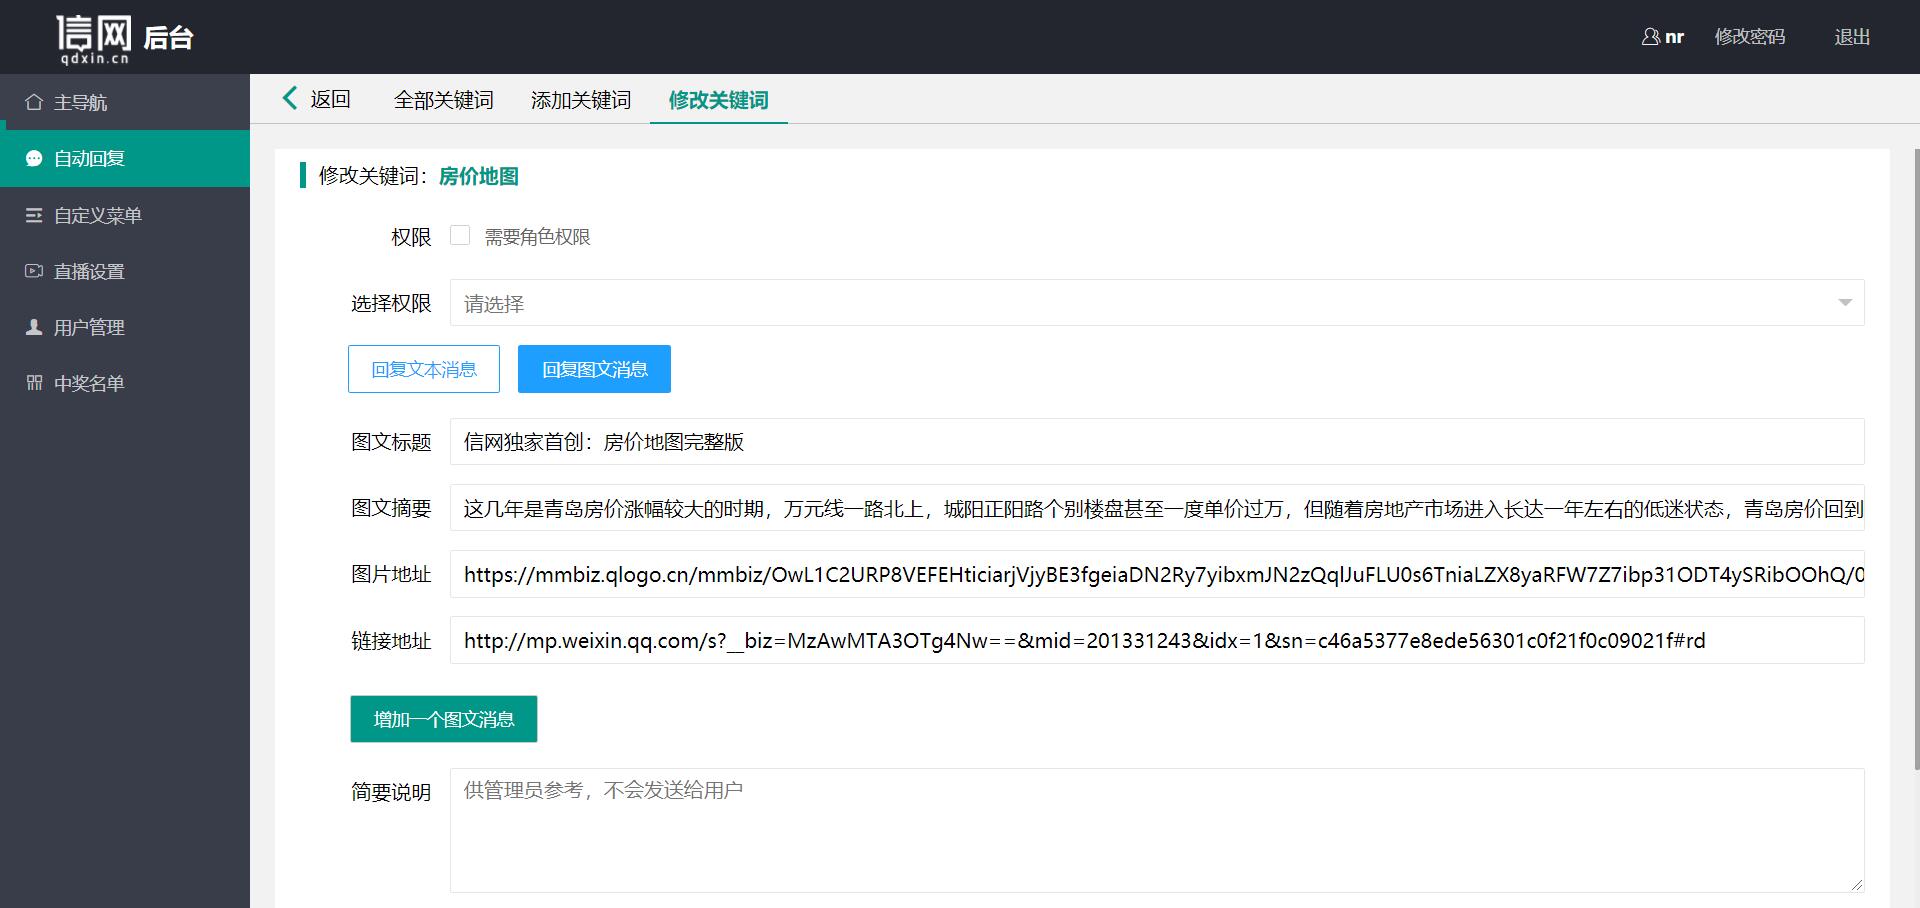 信网 后台
qdxin.cn
nr 修改密码 退出
主导航
自动回复
自定义菜单
直播设置
用户管理
中奖名单
返回 全部关键词 添加关键词 修改关键词
修改关键词：房价地图
权限 需要角色权限
选择权限 请选择
回复文本消息 回复图文消息
图文标题 信网独家首创：房价地图完整版
图文摘要 这几年是青岛房价涨幅较大的时期，万元线一路北上，城阳正阳路个别楼盘甚至一度单价过万，但随着房地产市场进入长达一年左右的低迷状态，青岛房价回到
图片地址 https://mmbiz.qlogo.cn/mmbiz/OwL1C2URP8VEFEHticiarjVjyBE3fgeiaDN2Ry7yibxmJN2zQqlJuFLU0s6TniaLZX8yaRFW7Z7ibp31ODT4ySRibOOhQ/0
链接地址 http://mp.weixin.qq.com/s?__biz=MzAwMTA3OTg4Nw==&mid=201331243&idx=1&sn=c46a5377e8ede56301c0f21f0c09021f#rd
增加一个图文消息
简要说明 供管理员参考，不会发送给用户